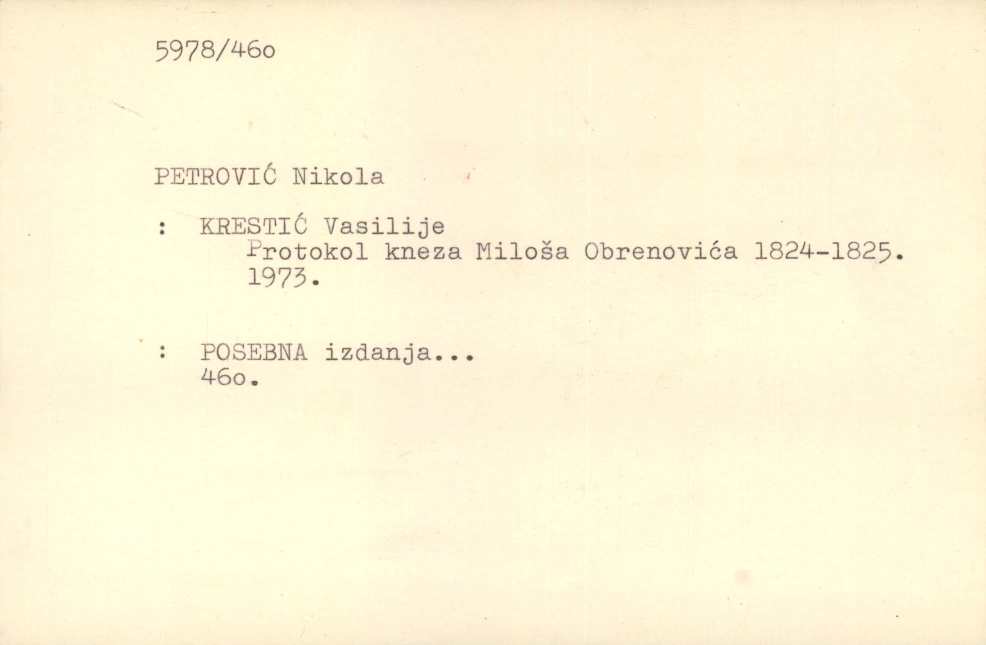 5978/46o
PETROVIĆ Nikola
: KRESTIĆ Vasilije
Protokol kneza Miloša Obrenovića 1824-1825.
1973.
: POSEBNA izdanja...
46o.